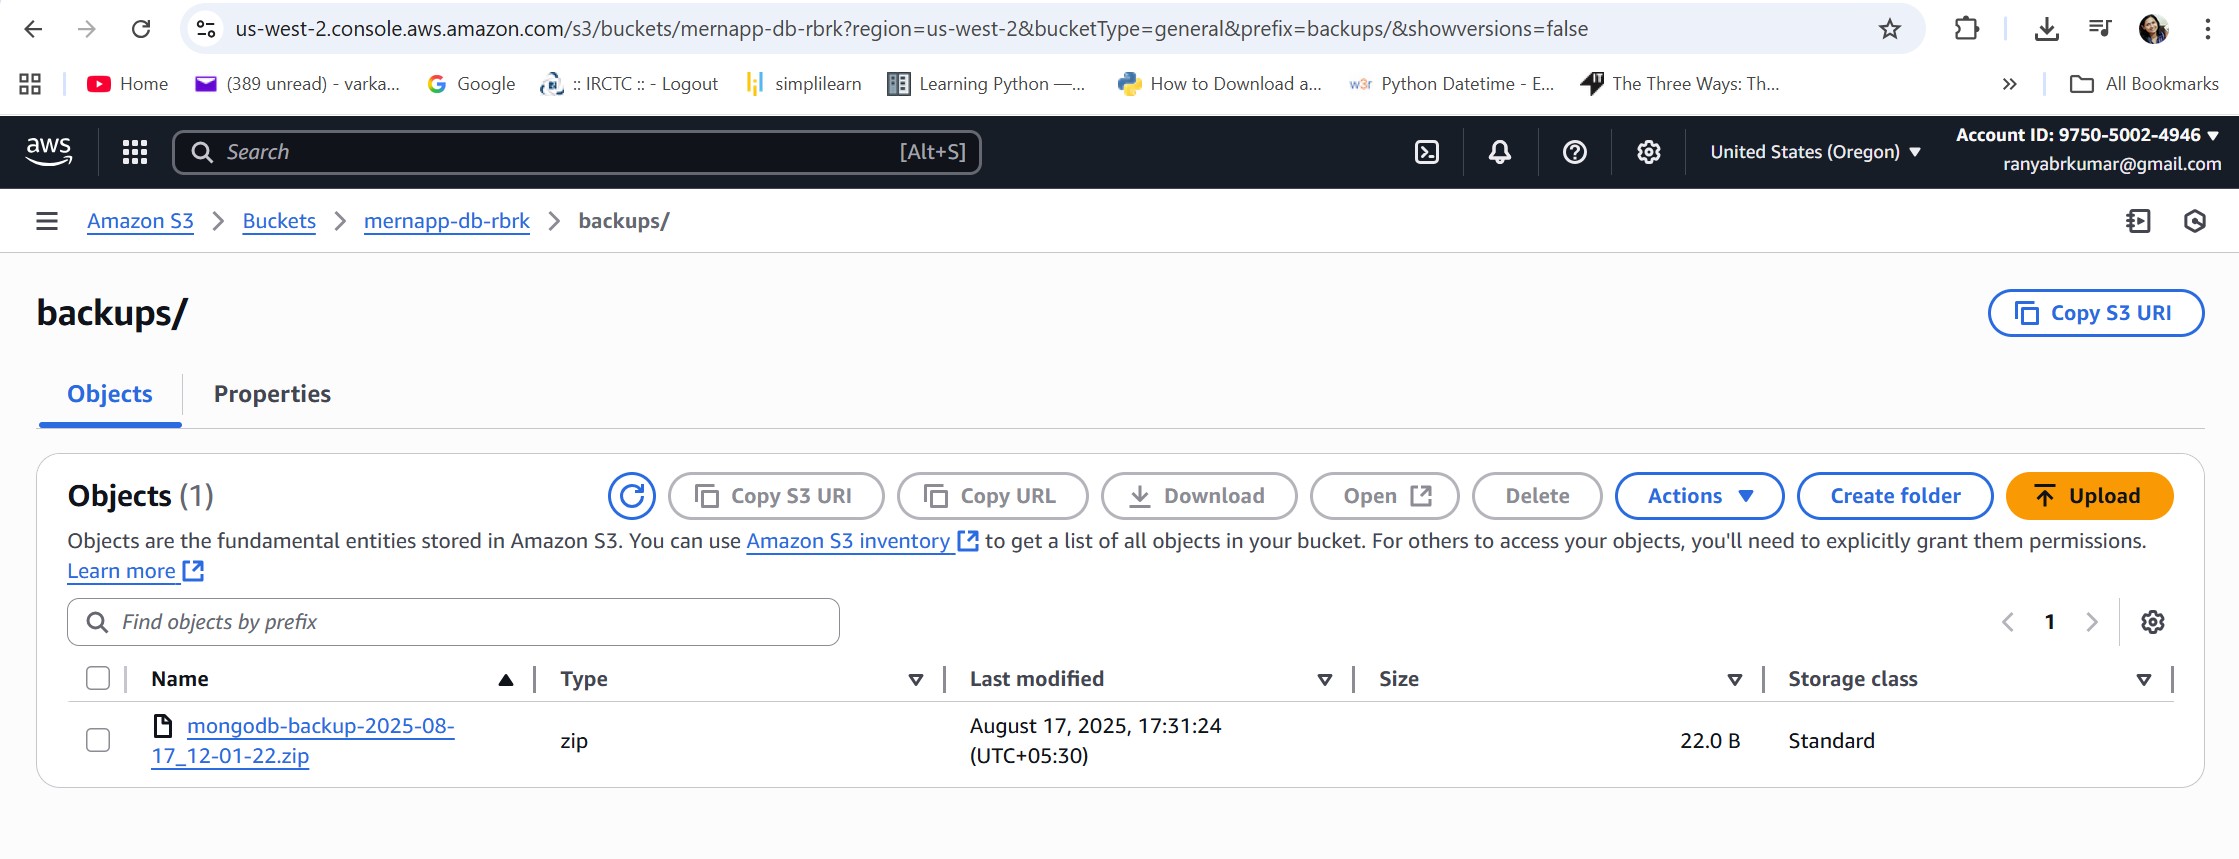 us-west-2.console.aws.amazon.com/s3/buckets/mernapp-db-rbrk?region=us-west-2&bucketType=general&prefix=backups/&showversions=false
Home (389 unread) - varka... Google :: IRCTC :: - Logout simplilearn Learning Python —... How to Download a... w3r Python Datetime - E... The Three Ways: Th... » All Bookmarks
aws Search [Alt+S] United States (Oregon) Account ID: 9750-5002-4946
ranyabrkumar@gmail.com
Amazon S3 > Buckets > mernapp-db-rbrk > backups/
backups/ Copy S3 URI
Objects Properties
Objects (1) Copy S3 URI Copy URL Download Open Delete Actions Create folder Upload
Objects are the fundamental entities stored in Amazon S3. You can use Amazon S3 inventory to get a list of all objects in your bucket. For others to access your objects, you'll need to explicitly grant them permissions.
Learn more
Find objects by prefix 1
Name Type Last modified Size Storage class
mongodb-backup-2025-08-
17_12-01-22.zip zip August 17, 2025, 17:31:24
(UTC+05:30) 22.0 B Standard